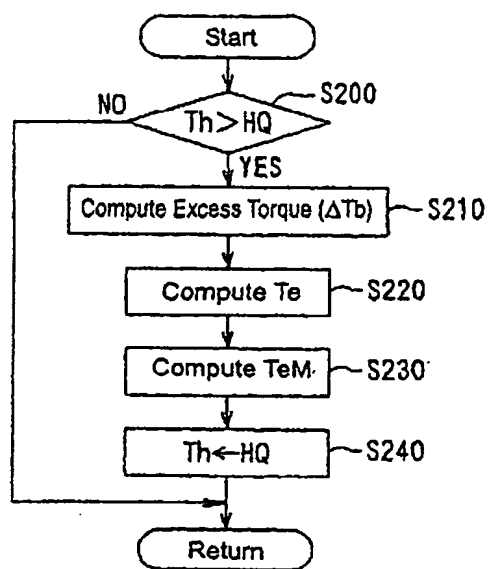 Start
S200
NO
Th>HQ
YES
Compute Excess Torque (ΔTb)
S210
Compute Te
S220
Compute TeM
S230
Th←HQ
S240
Return